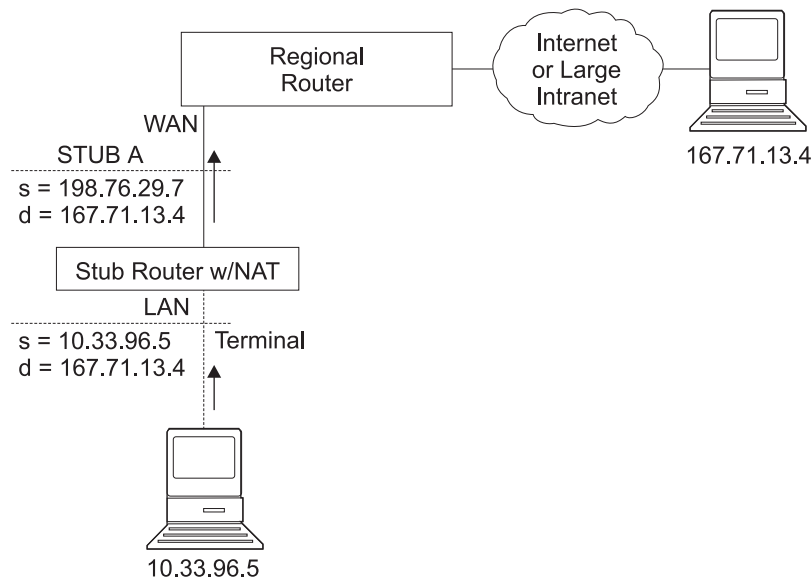 Regional
Router
Internet
or Large
Intranet
167.71.13.4
WAN
STUB A
s = 198.76.29.7
d = 167.71.13.4
Stub Router w/NAT
LAN
s = 10.33.96.5
Terminal
d = 167.71.13.4
10.33.96.5